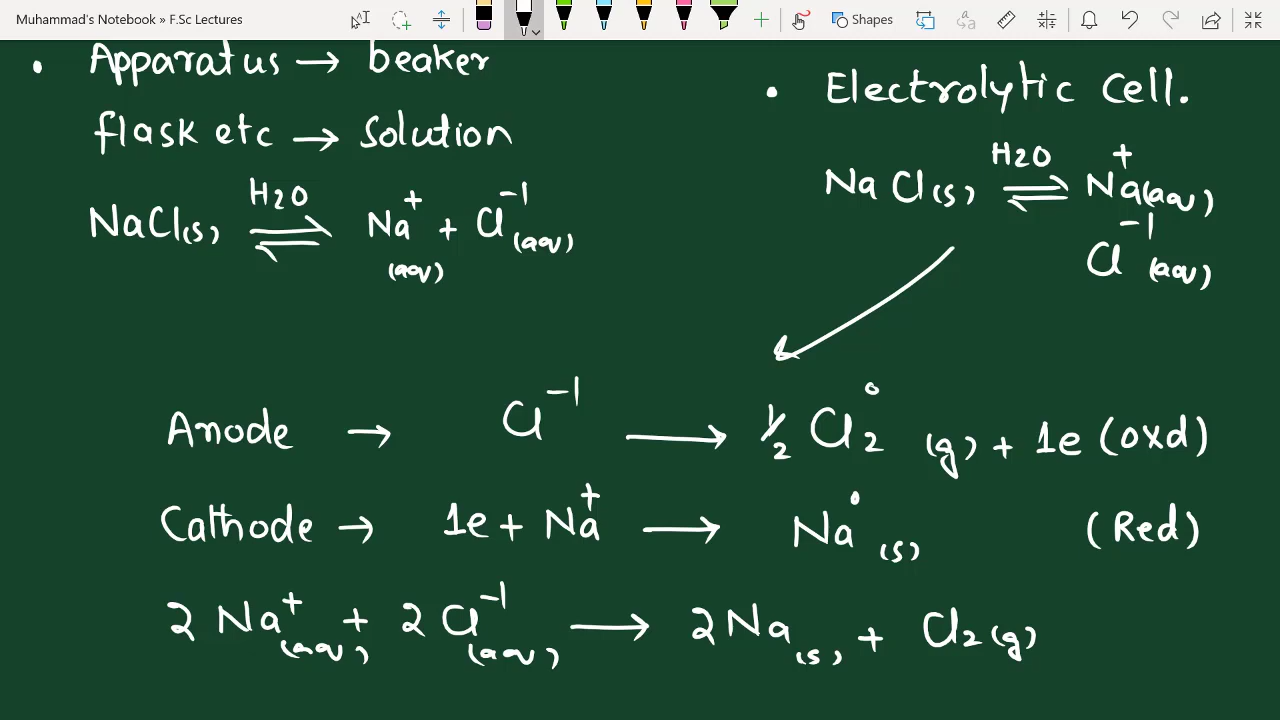 Muhammad's Notebook » F.Sc Lectures
Shapes
• Apparatus → beaker
flask etc → Solution
NaCl(s) ⇌ Na⁺(aq) + Cl⁻¹(aq)
H2O
• Electrolytic Cell.
H2O
NaCl(s) ⇌ Na⁺(aq)
Cl⁻¹(aq)
Anode → Cl⁻¹ → ½ Cl₂⁰ (g) + 1e (oxd)
Cathode → 1e + Na⁺ → Na⁰ (s) (Red)
2 Na⁺(aq) + 2 Cl⁻¹(aq) → 2Na(s) + Cl₂(g)